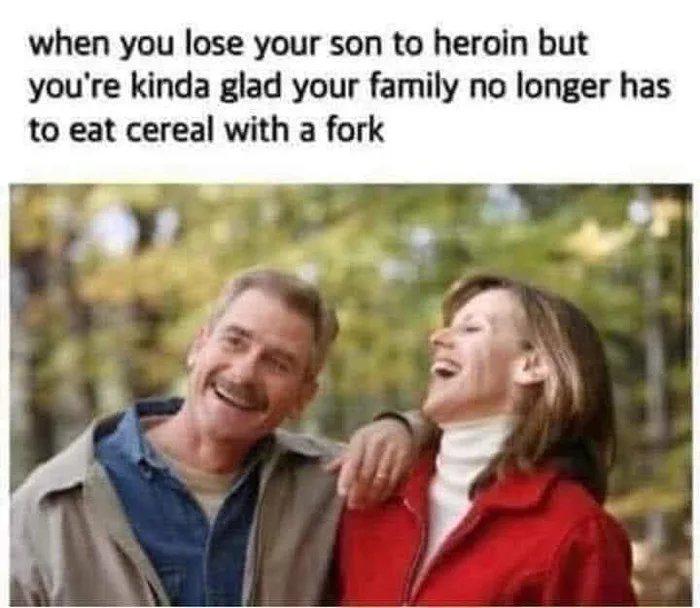 when you lose your son to heroin but
you're kinda glad your family no longer has
to eat cereal with a fork